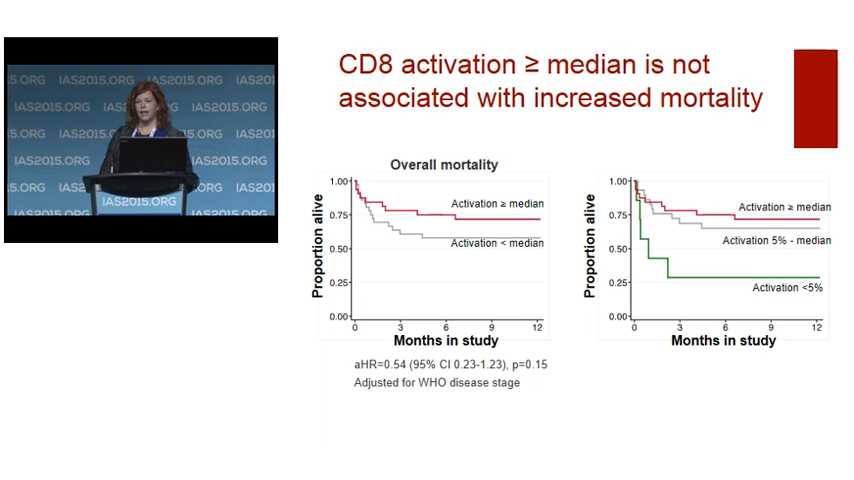 CD8 activation ≥ median is not
associated with increased mortality
S.ORG IAS2015.ORG IAS2015.ORG IAS201
IAS2015.ORG IAS2015.ORG
IAS2015.ORG
IAS2015.ORG IAS2015.ORG
IAS2015.ORG
Overall mortality
Proportion alive
1.00
0.75
0.50
0.25
0.00
Activation ≥ median
Activation < median
0 3 6 9 12
Months in study
aHR=0.54 (95% CI 0.23-1.23), p=0.15
Adjusted for WHO disease stage
Proportion alive
1.00
0.75
0.50
0.25
0.00
Activation ≥ median
Activation 5% - median
Activation <5%
0 3 6 9 12
Months in study